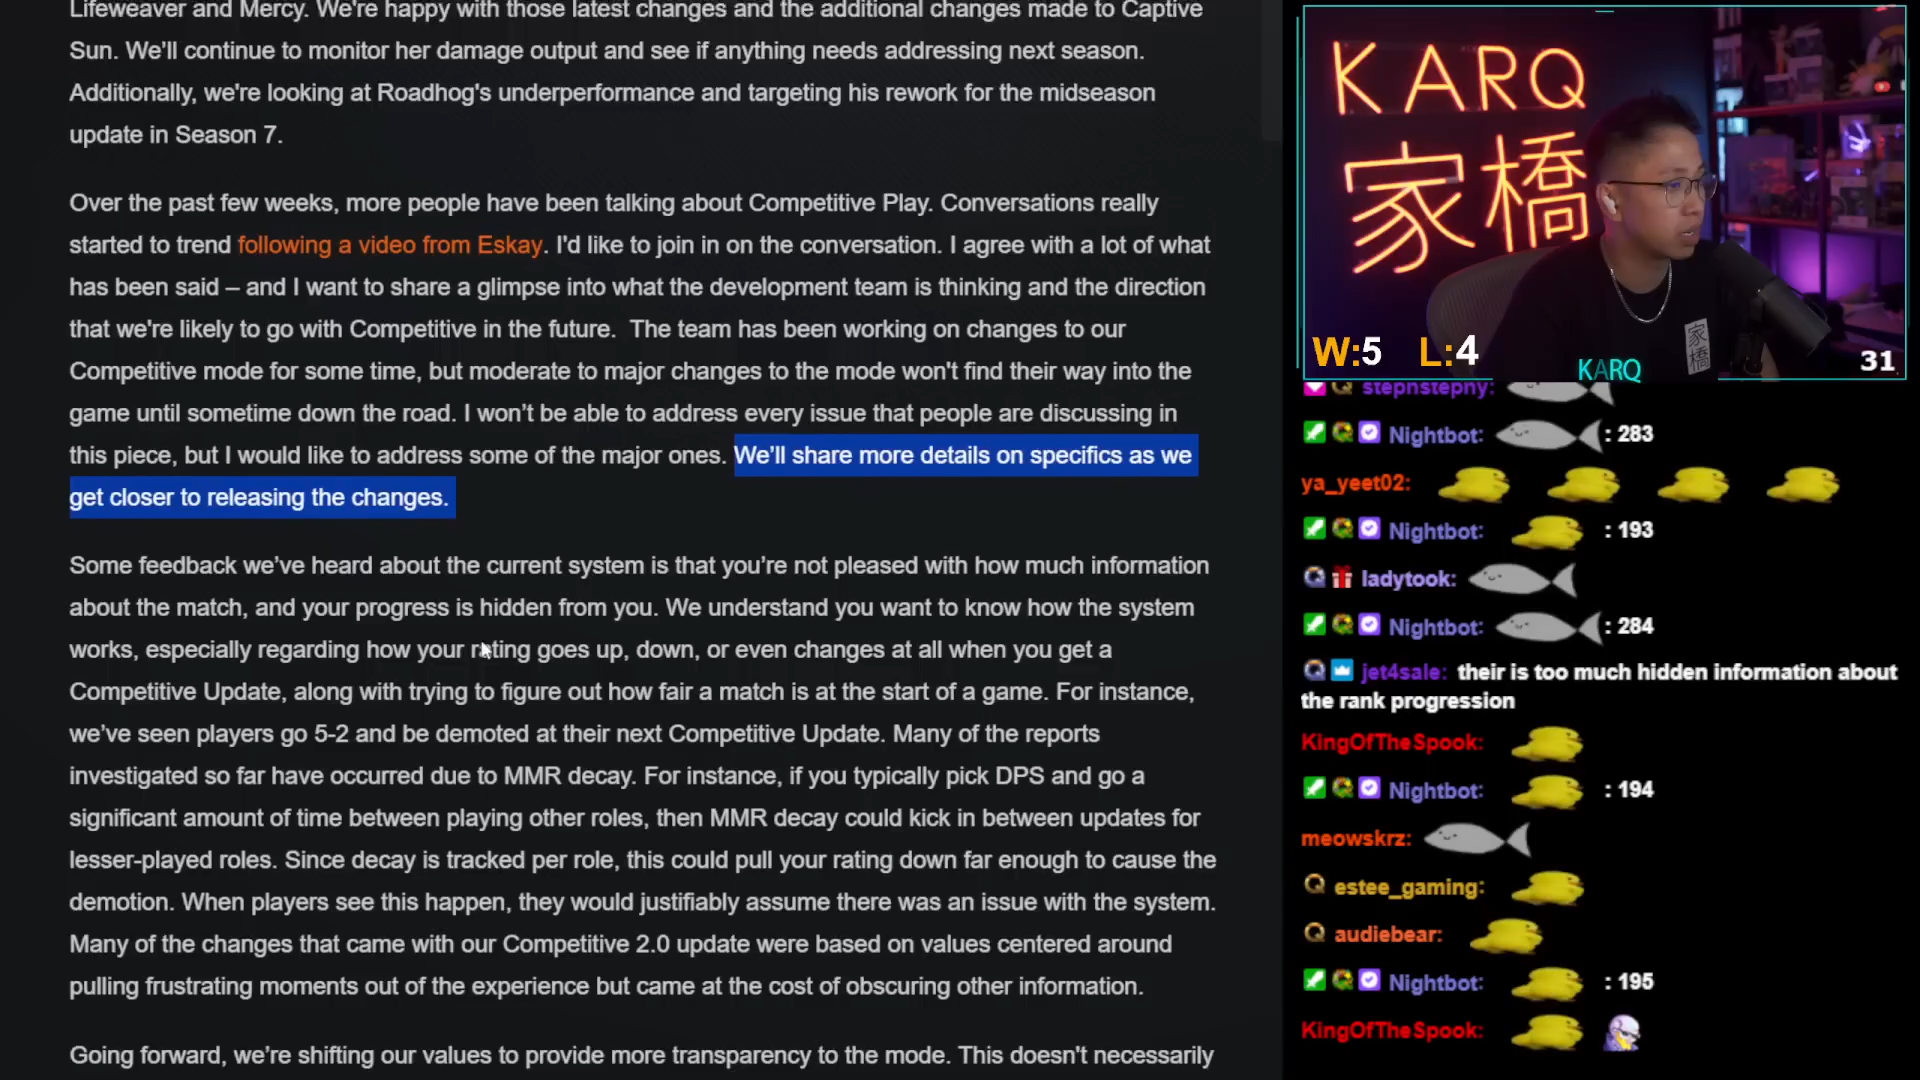 Lifeweaver and Mercy. We're happy with those latest changes and the additional changes made to Captive
Sun. We'll continue to monitor her damage output and see if anything needs addressing next season.
Additionally, we're looking at Roadhog's underperformance and targeting his rework for the midseason
update in Season 7.
Over the past few weeks, more people have been talking about Competitive Play. Conversations really
started to trend following a video from Eskay. I'd like to join in on the conversation. I agree with a lot of what
has been said – and I want to share a glimpse into what the development team is thinking and the direction
that we're likely to go with Competitive in the future.  The team has been working on changes to our
Competitive mode for some time, but moderate to major changes to the mode won't find their way into the
game until sometime down the road. I won’t be able to address every issue that people are discussing in
this piece, but I would like to address some of the major ones. We’ll share more details on specifics as we
get closer to releasing the changes.
Some feedback we’ve heard about the current system is that you’re not pleased with how much information
about the match, and your progress is hidden from you. We understand you want to know how the system
works, especially regarding how your rating goes up, down, or even changes at all when you get a
Competitive Update, along with trying to figure out how fair a match is at the start of a game. For instance,
we’ve seen players go 5-2 and be demoted at their next Competitive Update. Many of the reports
investigated so far have occurred due to MMR decay. For instance, if you typically pick DPS and go a
significant amount of time between playing other roles, then MMR decay could kick in between updates for
lesser-played roles. Since decay is tracked per role, this could pull your rating down far enough to cause the
demotion. When players see this happen, they would justifiably assume there was an issue with the system.
Many of the changes that came with our Competitive 2.0 update were based on values centered around
pulling frustrating moments out of the experience but came at the cost of obscuring other information.
Going forward, we’re shifting our values to provide more transparency to the mode. This doesn't necessarily
KARQ
家橋
家橋
W:5 L:4
KARQ
31
stephstephy:
Nightbot: : 283
ya_yeet02:
Nightbot: : 193
ladytook:
Nightbot: : 284
jet4sale: their is too much hidden information about
the rank progression
KingOfTheSpook:
Nightbot: : 194
meowskrz:
estee_gaming:
audiebear:
Nightbot: : 195
KingOfTheSpook: